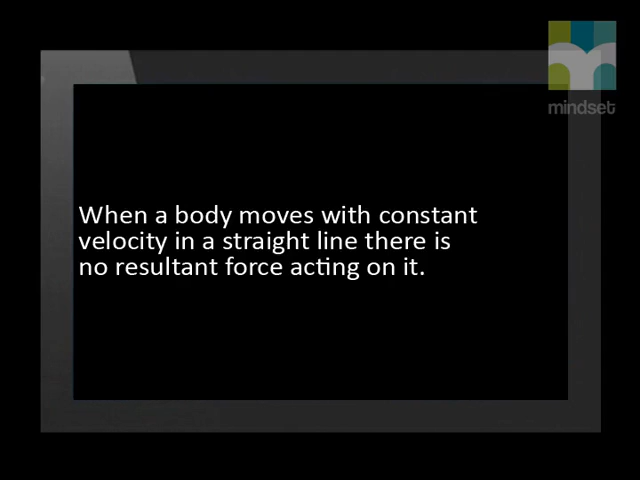 mindset
When a body moves with constant
velocity in a straight line there is
no resultant force acting on it.